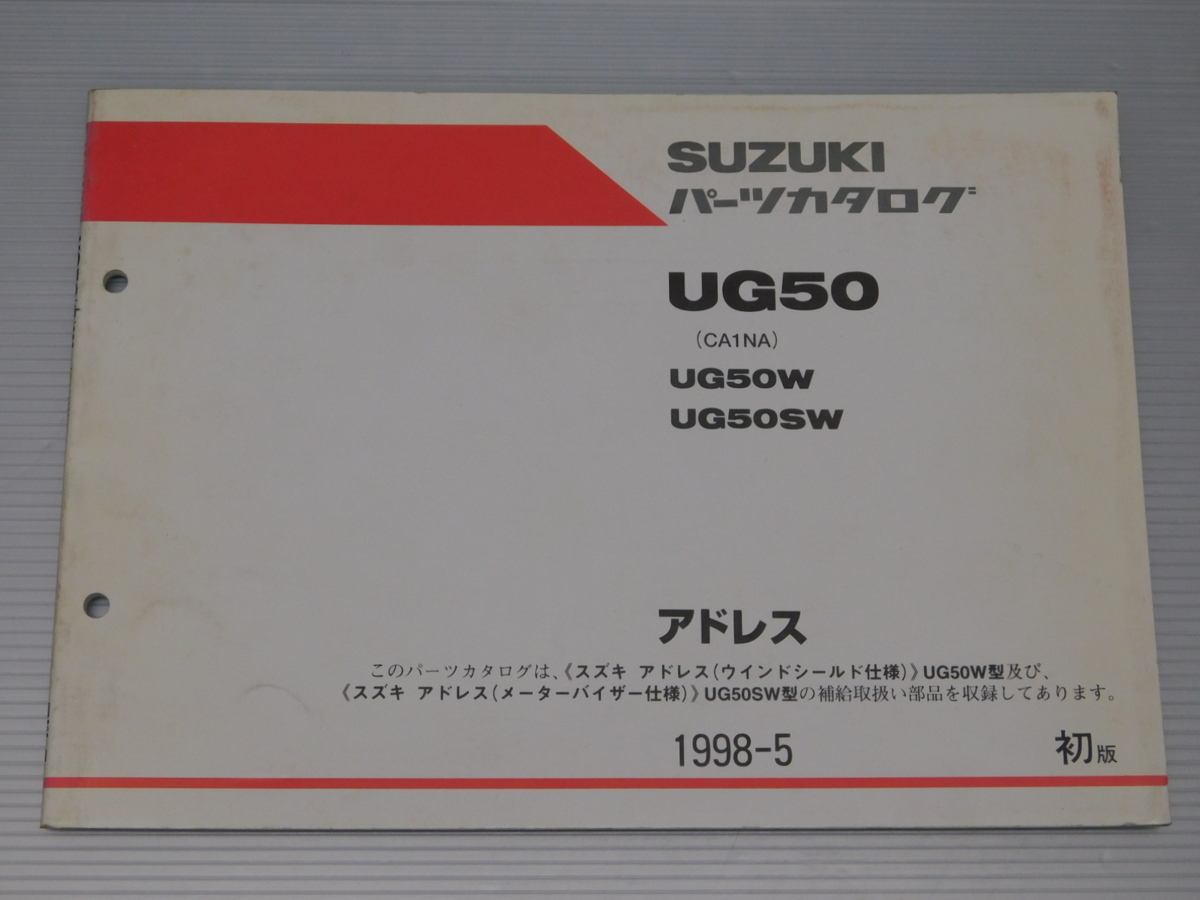 SUZUKI
パーツカタログ
UG50
(CA1NA)
UG50W
UG50SW
アドレス
このパーツカタログは、《スズキ アドレス(ウインドシールド仕様)》UG50W型及び、
《スズキ アドレス(メーターバイザー仕様)》UG50SW型の補給取扱い部品を収録してあります。
1998-5
初版